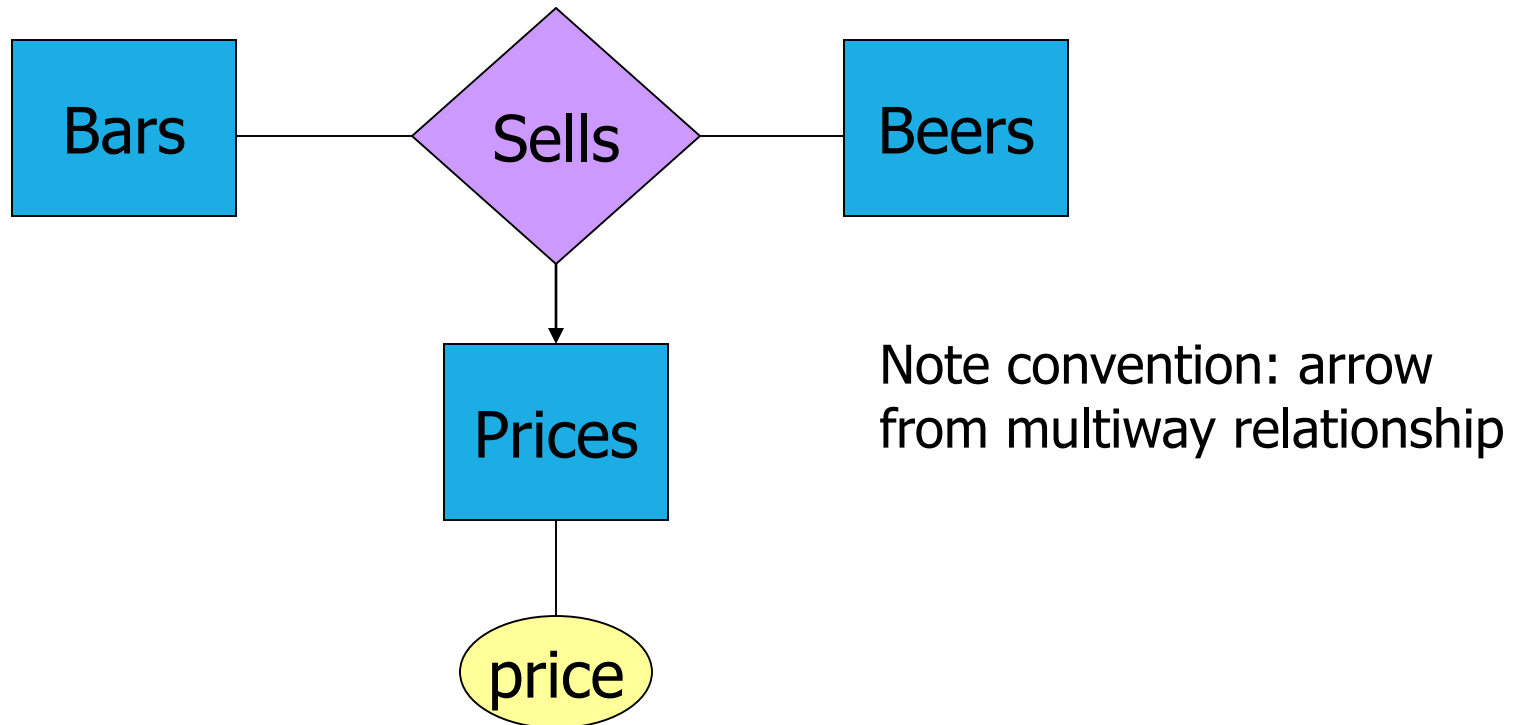 Bars
Sells
Beers
Prices
Note convention: arrow
from multiway relationship
price